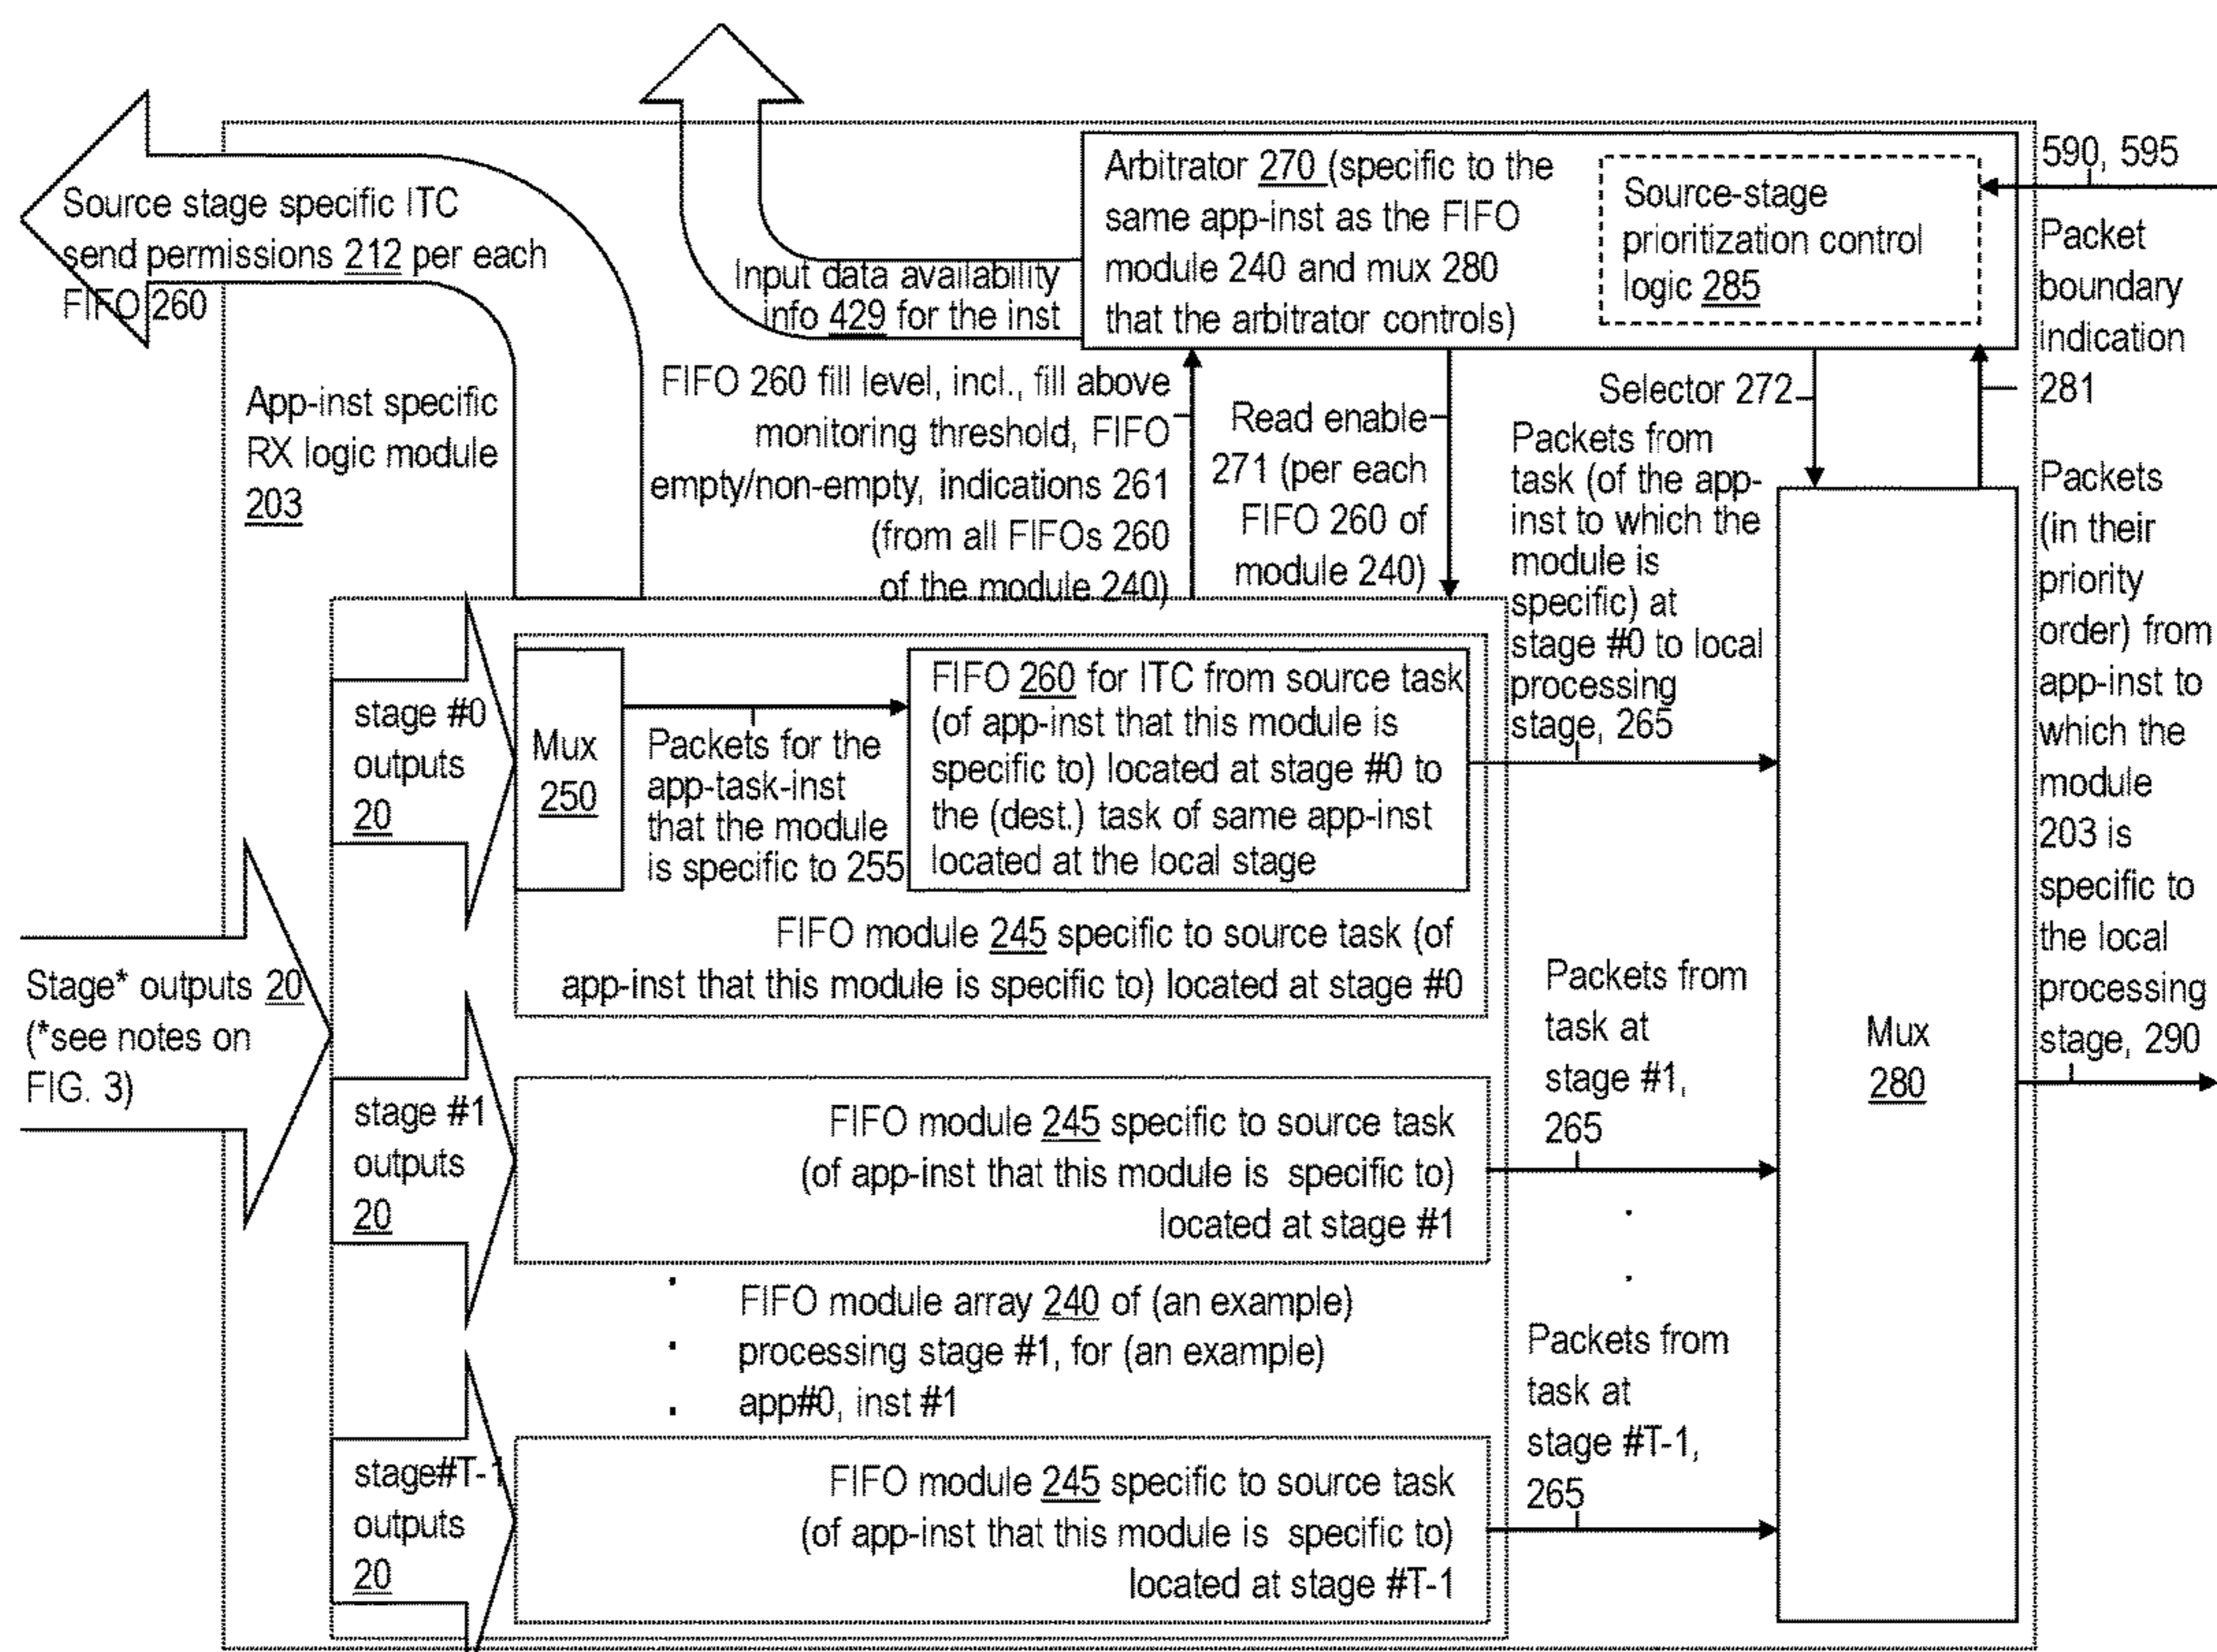 Source stage specific ITC
send permissions 212 per each
FIFO 260
Input data availability
info 429 for the inst
Arbitrator 270 (specific to the
same app-inst as the FIFO
module 240 and mux 280
that the arbitrator controls)
Source-stage
prioritization control
logic 285
590, 595
Packet
boundary
indication
281
App-inst specific
RX logic module
203
FIFO 260 fill level, incl., fill above
monitoring threshold, FIFO
empty/non-empty, indications 261
(from all FIFOs 260
of the module 240)
Read enable
271 (per each
FIFO 260 of
module 240)
Selector 272
Packets from
task (of the app-
inst to which the
module is
specific) at
stage #0 to local
processing
stage, 265
Packets
(in their
priority
order) from
app-inst to
which the
module
203 is
specific to
the local
processing
stage, 290
stage #0
outputs
20
Mux
250
Packets for the
app-task-inst
that the module
is specific to 255
FIFO 260 for ITC from source task
(of app-inst that this module is
specific to) located at stage #0 to
the (dest.) task of same app-inst
located at the local stage
FIFO module 245 specific to source task (of
app-inst that this module is specific to) located at stage #0
Stage* outputs 20
(*see notes on
FIG. 3)
stage #1
outputs
20
FIFO module 245 specific to source task
(of app-inst that this module is specific to)
located at stage #1
Packets from
task at
stage #1,
265
Mux
280
FIFO module array 240 of (an example)
processing stage #1, for (an example)
app#0, inst #1
Packets from
task at
stage #T-1,
265
stage#T-1
outputs
20
FIFO module 245 specific to source task
(of app-inst that this module is specific to)
located at stage #T-1